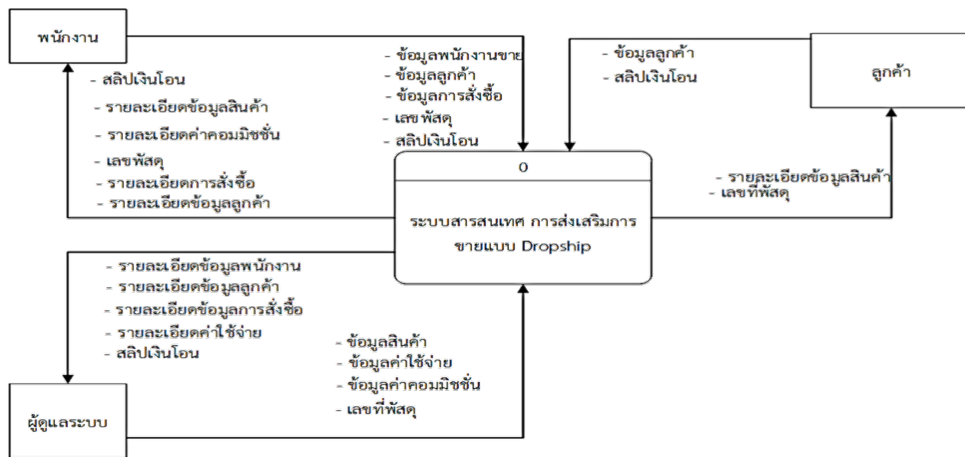 พนักงาน
- สลิปเงินโอน
- รายละเอียดข้อมูลสินค้า
- รายละเอียดค่าคอมมิชชั่น
- เลขพัสดุ
- รายละเอียดการสั่งซื้อ
- รายละเอียดข้อมูลลูกค้า
- ข้อมูลพนักงานขาย
- ข้อมูลลูกค้า
- ข้อมูลการสั่งซื้อ
- เลขพัสดุ
- สลิปเงินโอน
- ข้อมูลลูกค้า
- สลิปเงินโอน
ลูกค้า
- รายละเอียดข้อมูลสินค้า
- เลขที่พัสดุ
0
ระบบสารสนเทศ การส่งเสริมการ
ขายแบบ Dropship
- รายละเอียดข้อมูลพนักงาน
- รายละเอียดข้อมูลลูกค้า
- รายละเอียดข้อมูลการสั่งซื้อ
- รายละเอียดค่าใช้จ่าย
- สลิปเงินโอน
- ข้อมูลสินค้า
- ข้อมูลค่าใช้จ่าย
- ข้อมูลค่าคอมมิชชั่น
- เลขที่พัสดุ
ผู้ดูแลระบบ